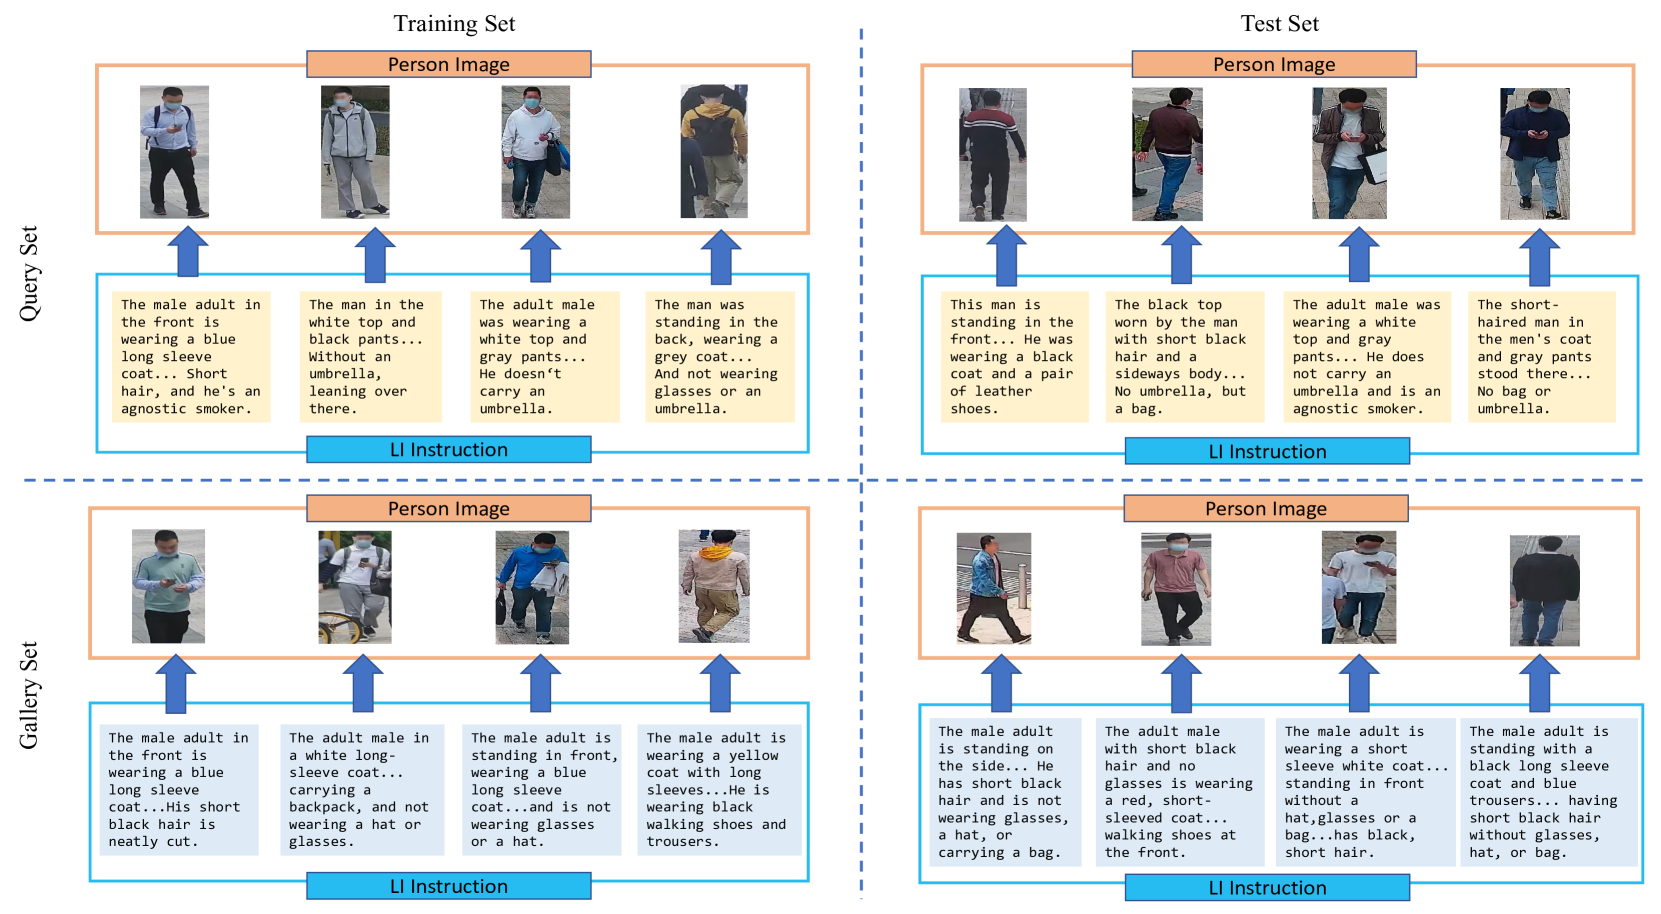 Training Set
Test Set
Query Set
Gallery Set
Person Image
The male adult in
the front is
wearing a blue
long sleeve
coat... Short
hair, and he's an
agnostic smoker.
The man in the
white top and
black pants...
Without an
umbrella,
leaning over
there.
The adult male
was wearing a
white top and
gray pants...
He doesn‘t
carry an
umbrella.
The man was
standing in the
back, wearing a
grey coat...
And not wearing
glasses or an
umbrella.
LI Instruction
Person Image
This man is
standing in the
front... He was
wearing a black
coat and a pair
of leather
shoes.
The black top
worn by the man
with short black
hair and a
sideways body...
No umbrella, but
a bag.
The adult male was
wearing a white
top and gray
pants... He does
not carry an
umbrella and is an
agnostic smoker.
The short-
haired man in
the men's coat
and gray pants
stood there...
No bag or
umbrella.
LI Instruction
Person Image
The male adult in
the front is
wearing a blue
long sleeve
coat...His short
black hair is
neatly cut.
The adult male in
a white long-
sleeve coat...
carrying a
backpack, and not
wearing a hat or
glasses.
The male adult is
standing in front,
wearing a blue
long sleeve
coat...and is not
wearing glasses
or a hat.
The male adult is
wearing a yellow
coat with long
sleeves...He is
wearing black
walking shoes and
trousers.
LI Instruction
Person Image
The male adult
is standing on
the side... He
has short black
hair and is not
wearing glasses,
a hat, or
carrying a bag.
The adult male
with short black
hair and no
glasses is wearing
a red, short-
sleeved coat...
walking shoes at
the front.
The male adult is
wearing a short
sleeve white coat...
standing in front
without a
hat,glasses or a
bag...has black,
short hair.
The male adult is
standing with a
black long sleeve
coat and blue
trousers... having
short black hair
without glasses,
hat, or bag.
LI Instruction